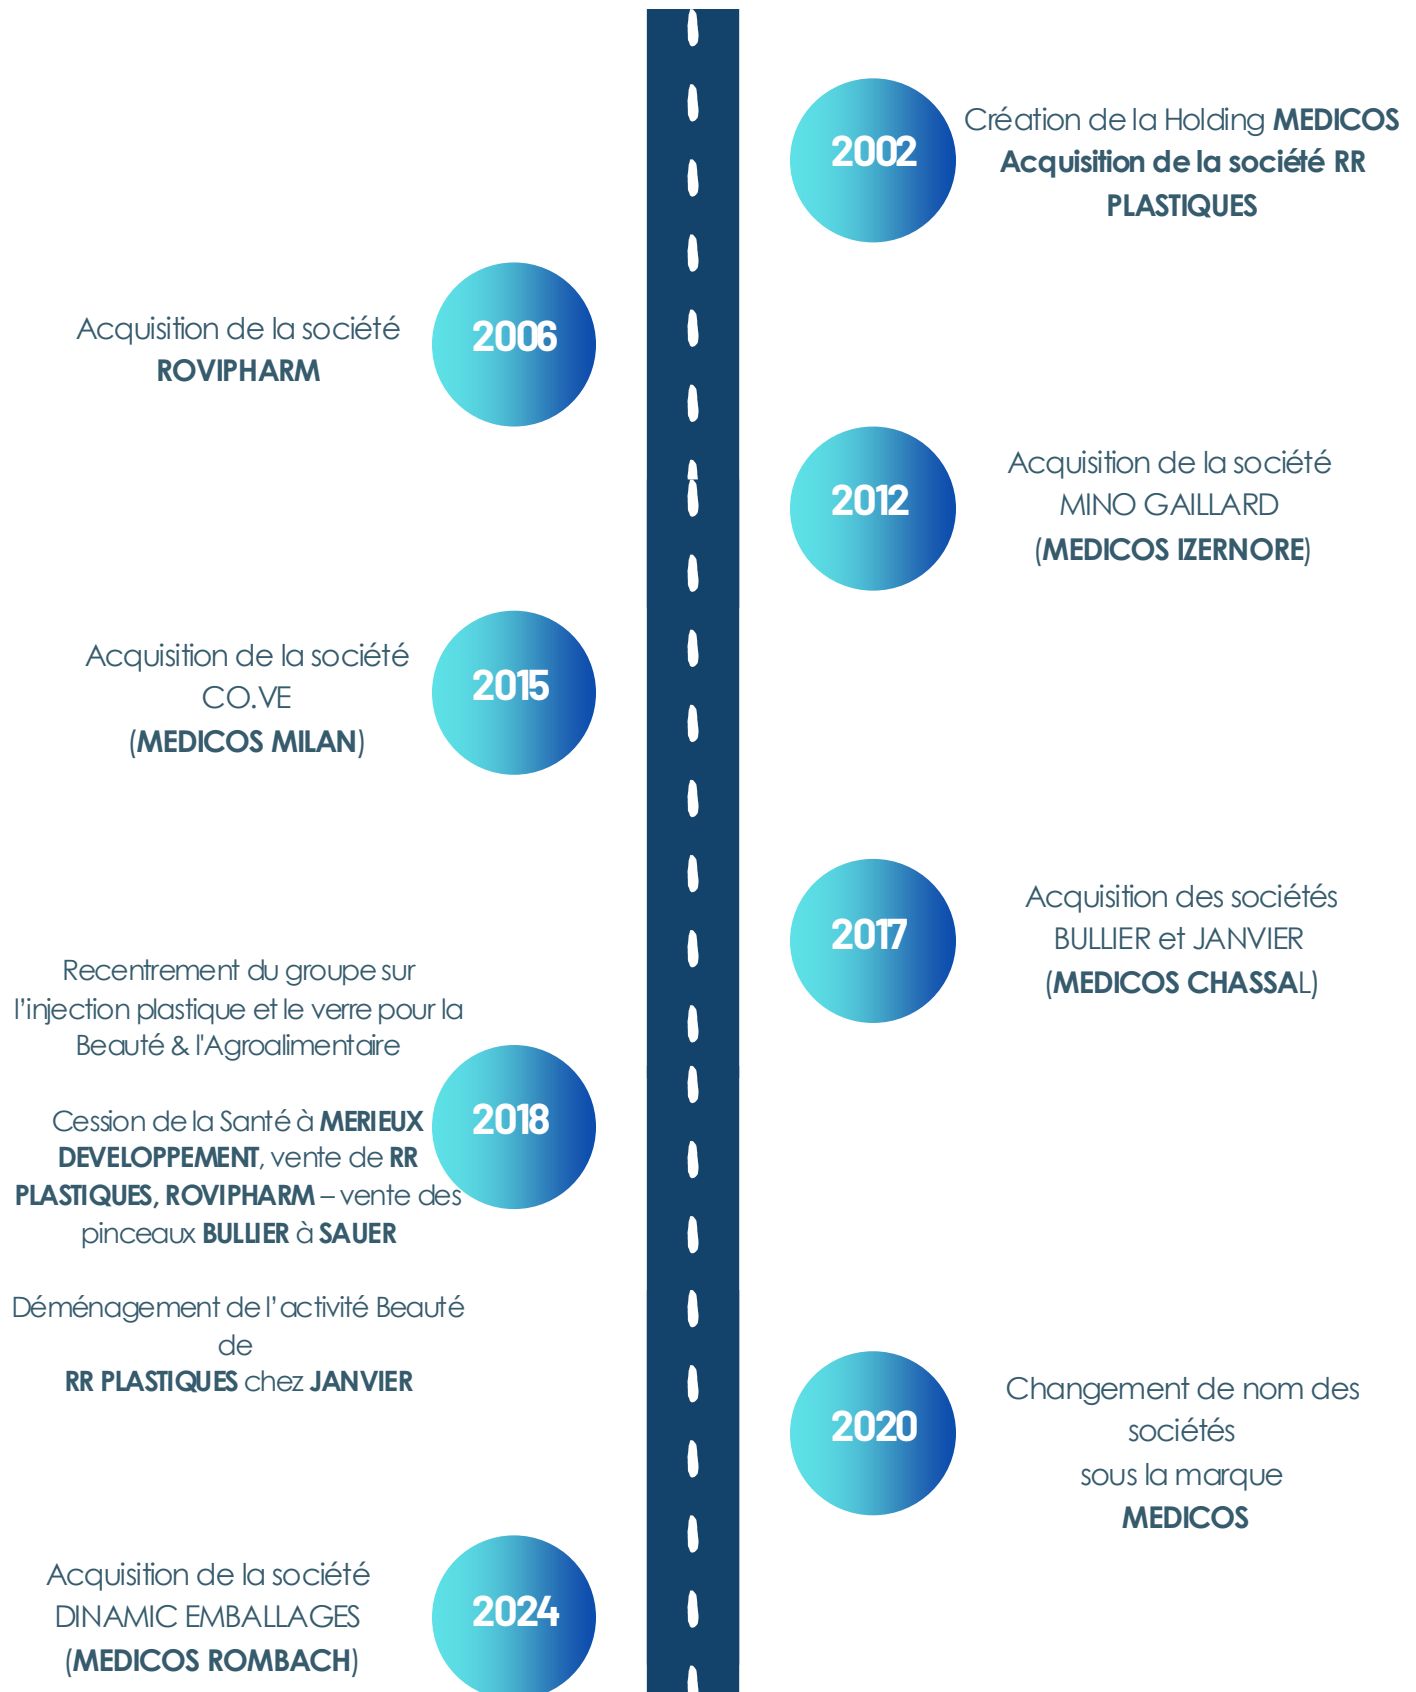 2002
Création de la Holding MEDICOS
Acquisition de la société RR
PLASTIQUES
2006
Acquisition de la société
ROVIPHARM
2012
Acquisition de la société
MINO GAILLARD
(MEDICOS IZERNORE)
2015
Acquisition de la société
CO.VE
(MEDICOS MILAN)
2017
Acquisition des sociétés
BULLIER et JANVIER
(MEDICOS CHASSAL)
2018
Recentrement du groupe sur
l’injection plastique et le verre pour la
Beauté & l'Agroalimentaire
Cession de la Santé à MERIEUX
DEVELOPPEMENT, vente de RR
PLASTIQUES, ROVIPHARM – vente des
pinceaux BULLIER à SAUER
Déménagement de l’activité Beauté
de
RR PLASTIQUES chez JANVIER
2020
Changement de nom des
sociétés
sous la marque
MEDICOS
2024
Acquisition de la société
DINAMIC EMBALLAGES
(MEDICOS ROMBACH)